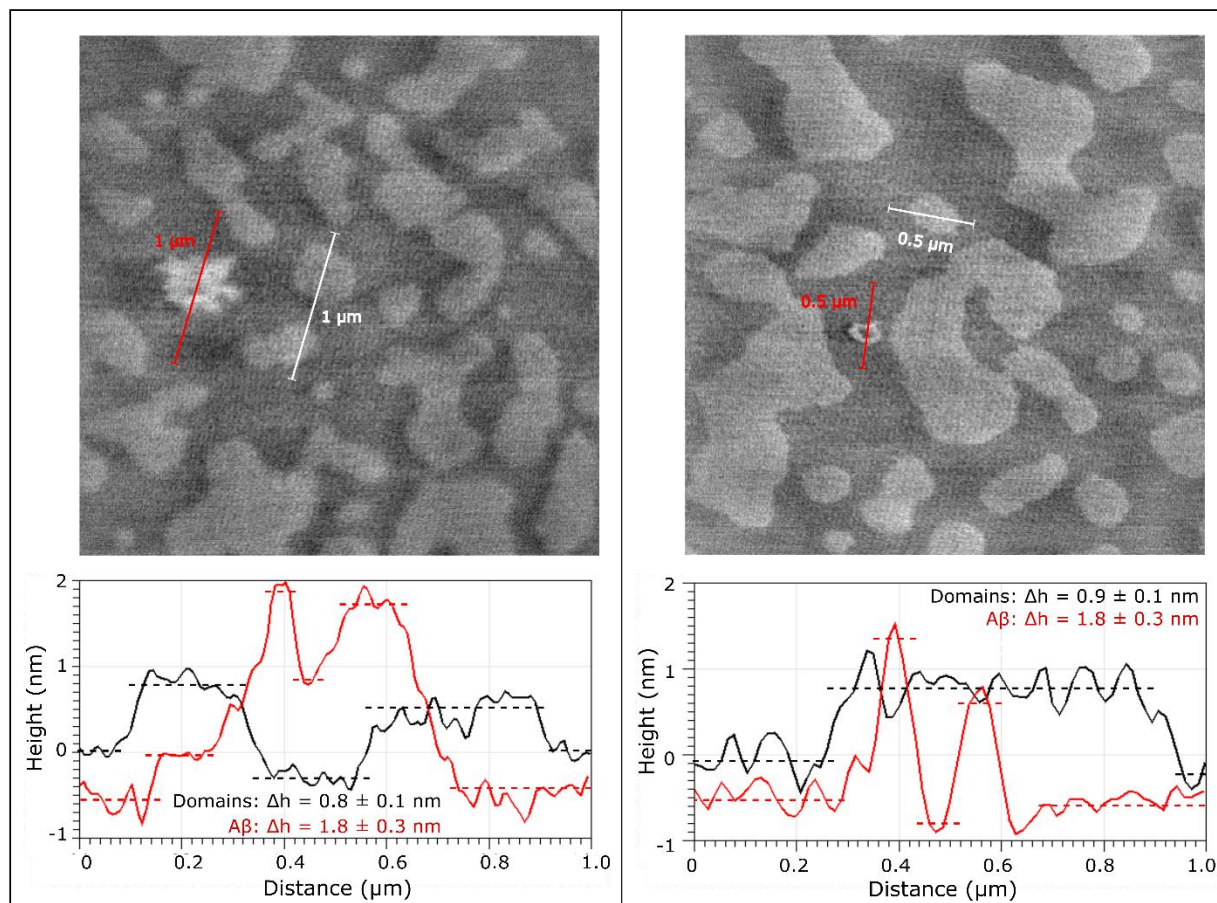 1 µm
1 µm
2
1
0
-1
Height (nm)
Domains: Δh = 0.8 ± 0.1 nm
Aβ: Δh = 1.8 ± 0.3 nm
0 0.2 0.4 0.6 0.8 1.0
Distance (µm)
0.5 µm
0.5 µm
2
1
0
-1
Height (nm)
Domains: Δh = 0.9 ± 0.1 nm
Aβ: Δh = 1.8 ± 0.3 nm
0 0.2 0.4 0.6 0.8 1.0
Distance (µm)